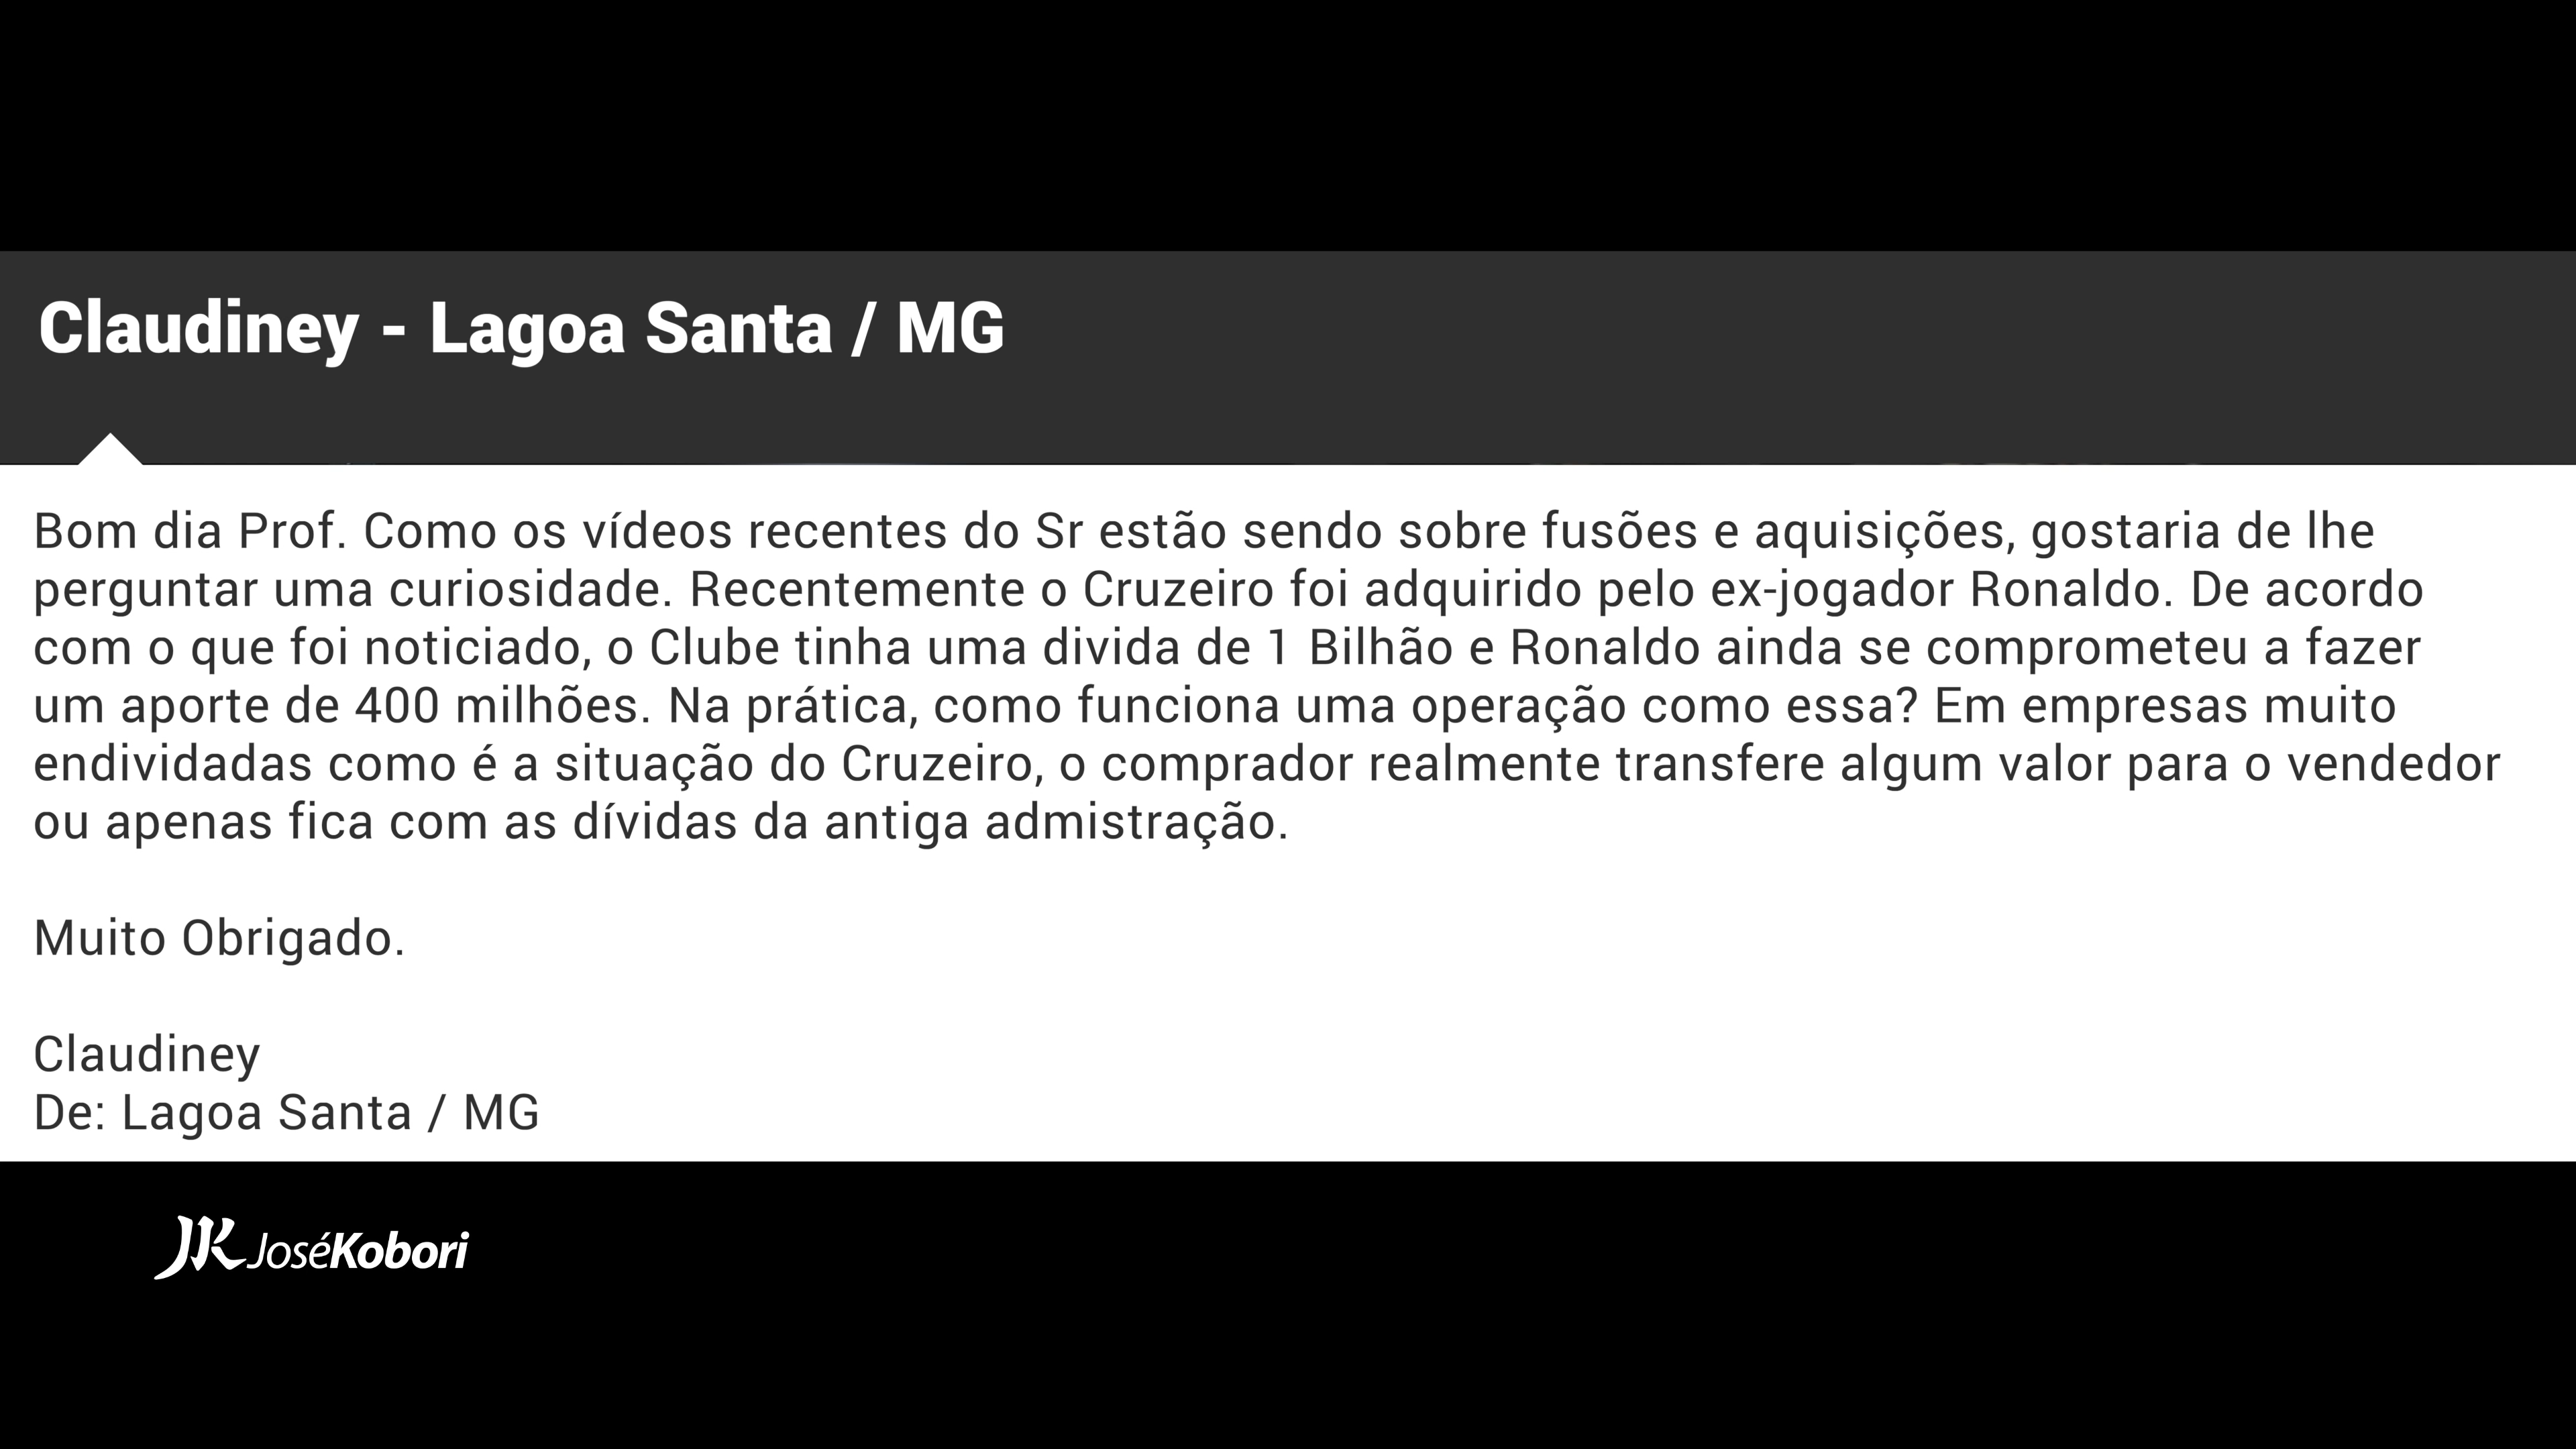 Claudiney - Lagoa Santa / MG
Bom dia Prof. Como os vídeos recentes do Sr estão sendo sobre fusões e aquisições, gostaria de lhe
perguntar uma curiosidade. Recentemente o Cruzeiro foi adquirido pelo ex-jogador Ronaldo. De acordo
com o que foi noticiado, o Clube tinha uma divida de 1 Bilhão e Ronaldo ainda se comprometeu a fazer
um aporte de 400 milhões. Na prática, como funciona uma operação como essa? Em empresas muito
endividadas como é a situação do Cruzeiro, o comprador realmente transfere algum valor para o vendedor
ou apenas fica com as dívidas da antiga admistração.
Muito Obrigado.
Claudiney
De: Lagoa Santa / MG
JK JoséKobori